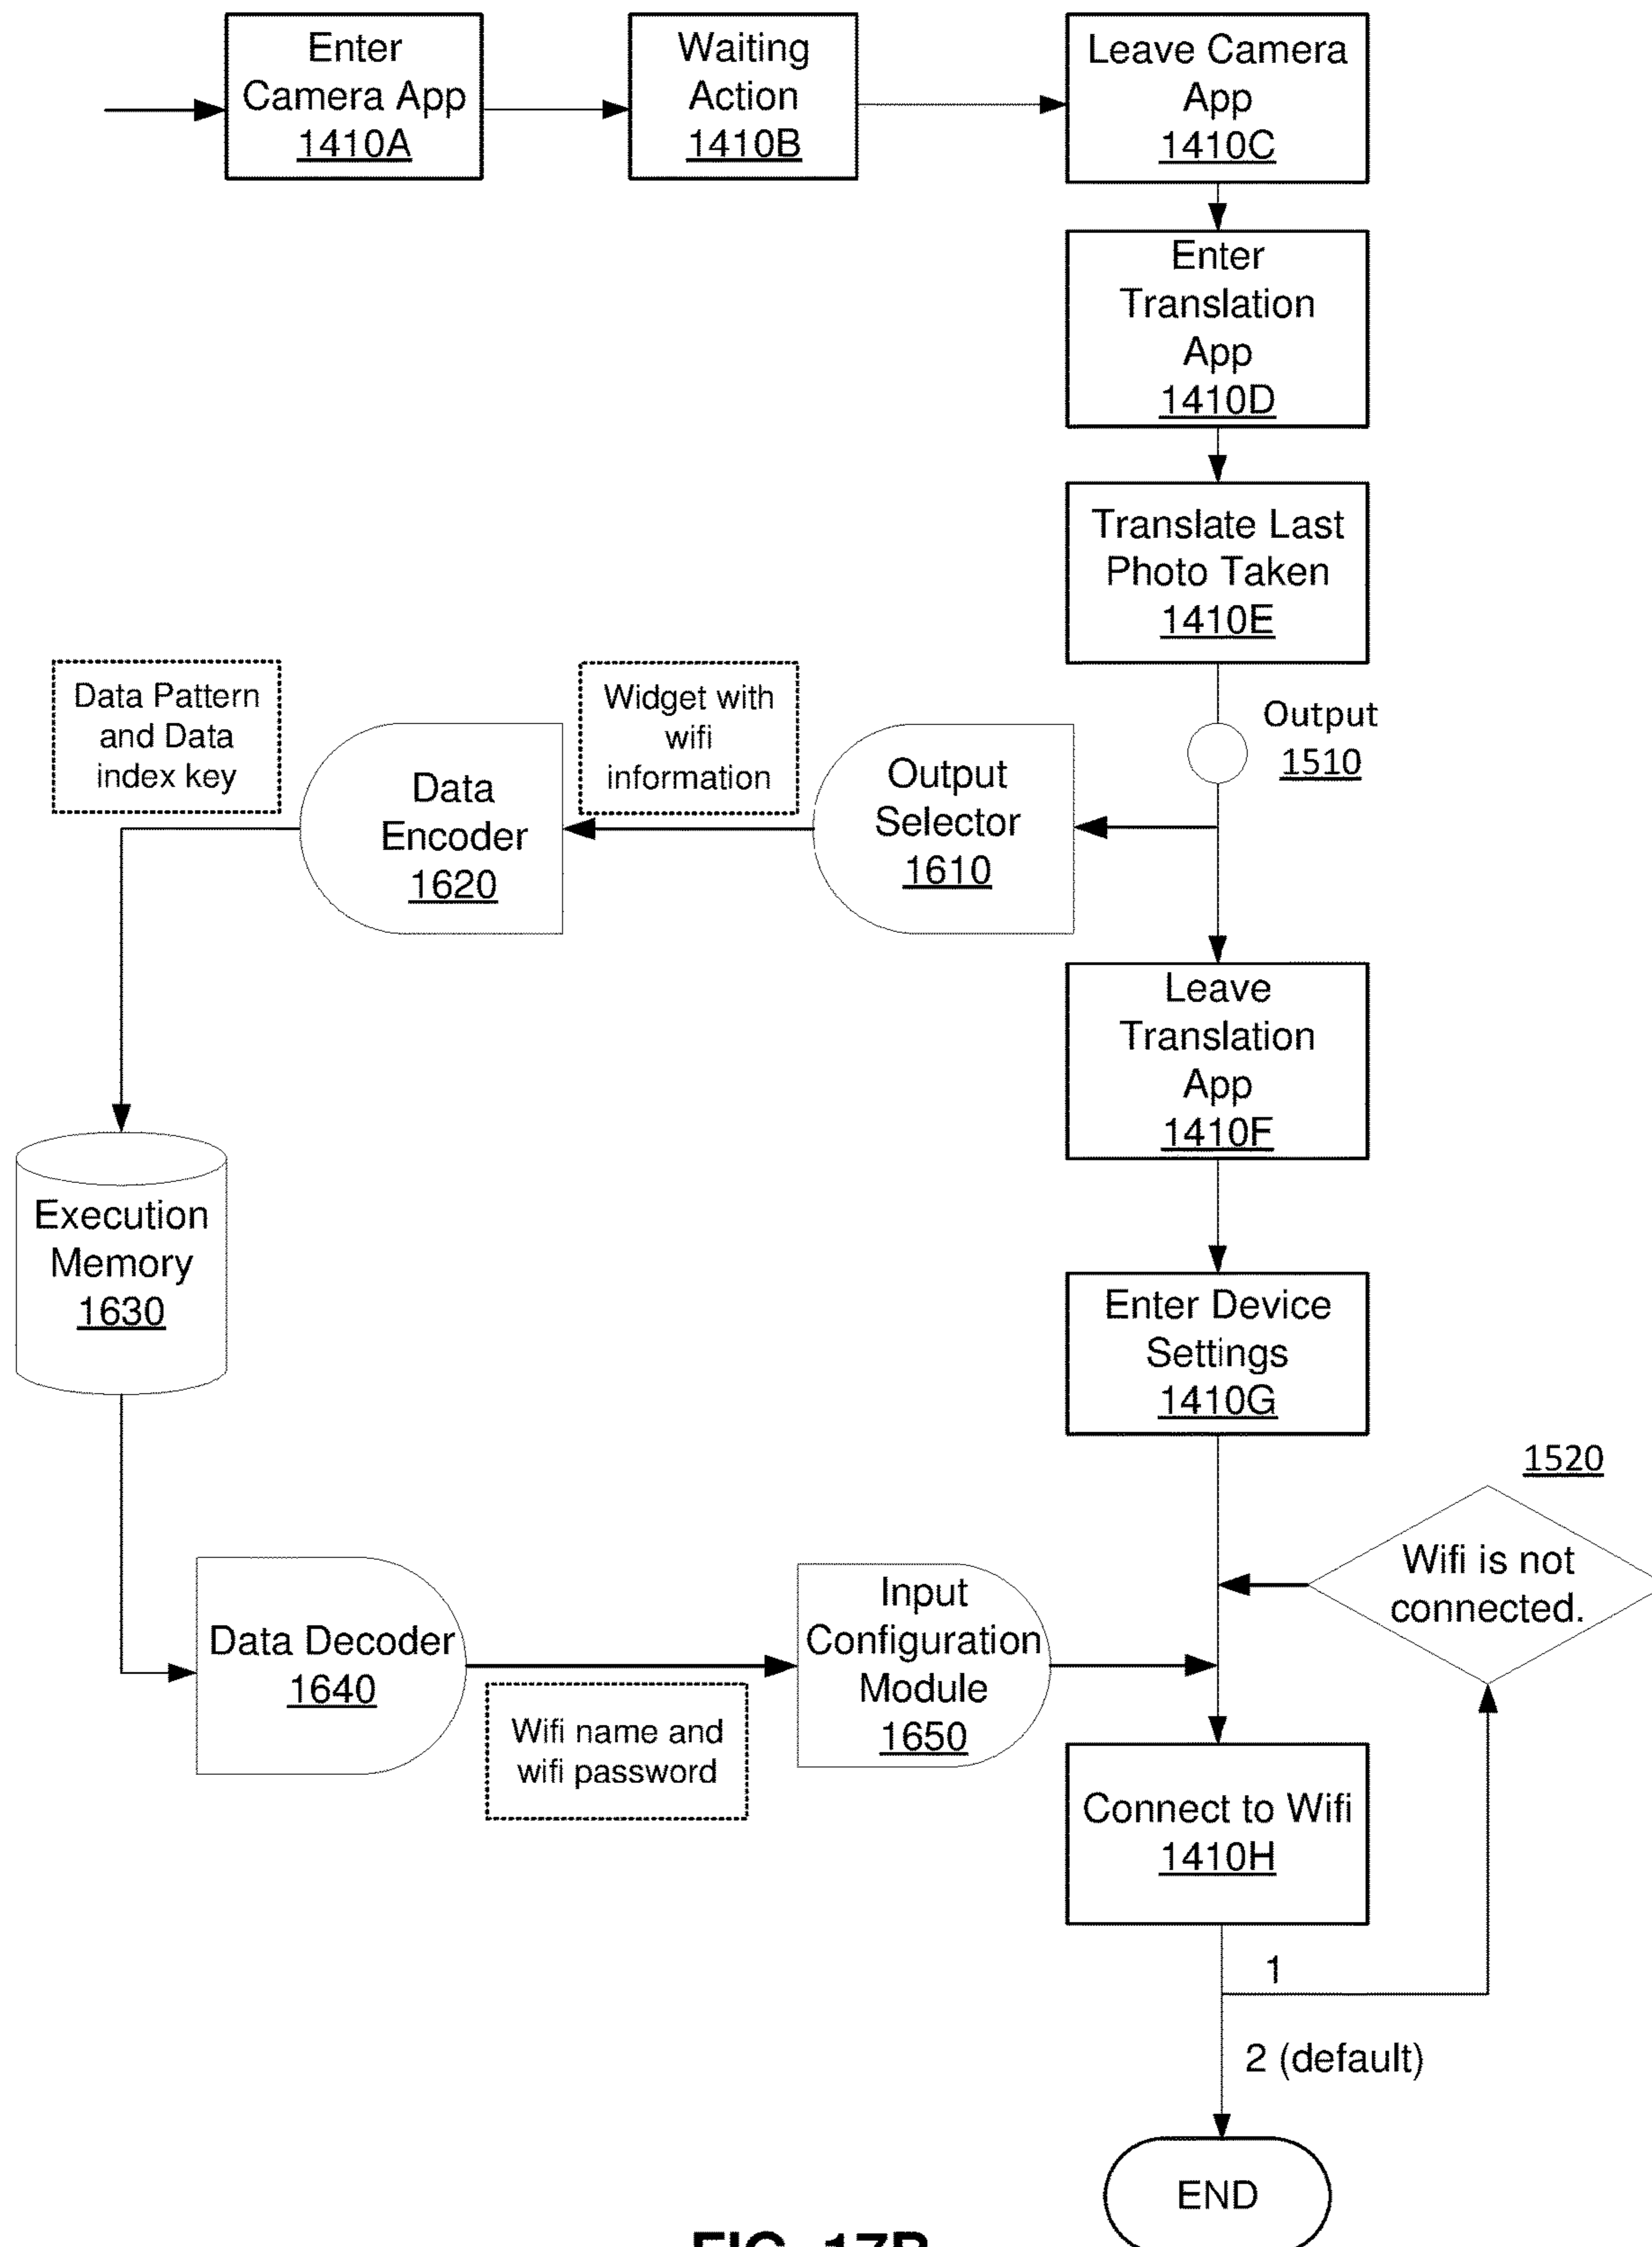 Enter
Camera App
1410A
Waiting
Action
1410B
Leave Camera
App
1410C
Enter
Translation
App
1410D
Translate Last
Photo Taken
1410E
Output
1510
Output
Selector
1610
Widget with
wifi
information
Data
Encoder
1620
Data Pattern
and Data
index key
Leave
Translation
App
1410F
Execution
Memory
1630
Enter Device
Settings
1410G
1520
Wifi is not
connected.
Data Decoder
1640
Wifi name and
wifi password
Input
Configuration
Module
1650
Connect to Wifi
1410H
1
2 (default)
END
FIG. 17B